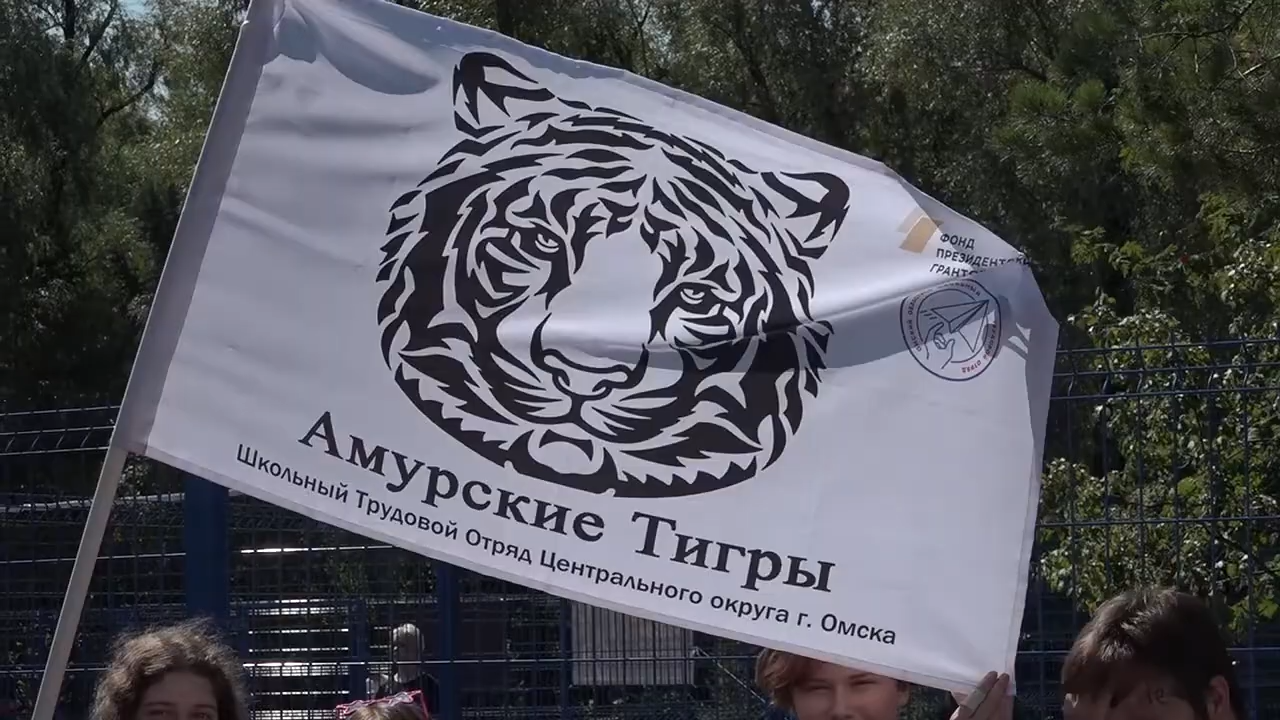 ФОНД
Амурские Тигры
Школьный Трудовой Отряд Центрального округа г. Омска